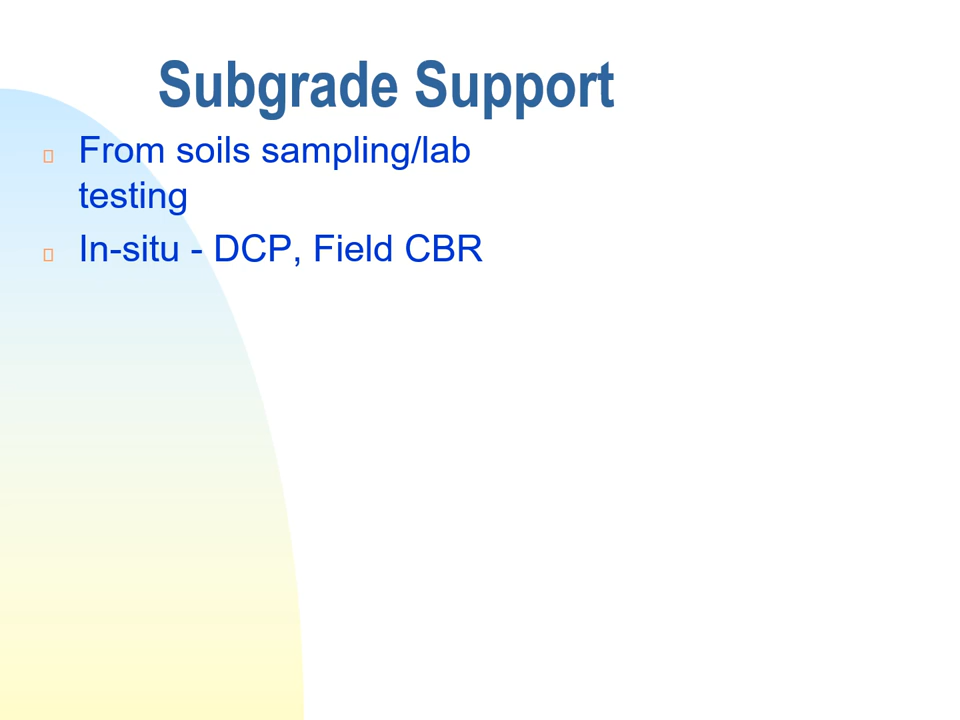 Subgrade Support
From soils sampling/lab
testing
In-situ - DCP, Field CBR